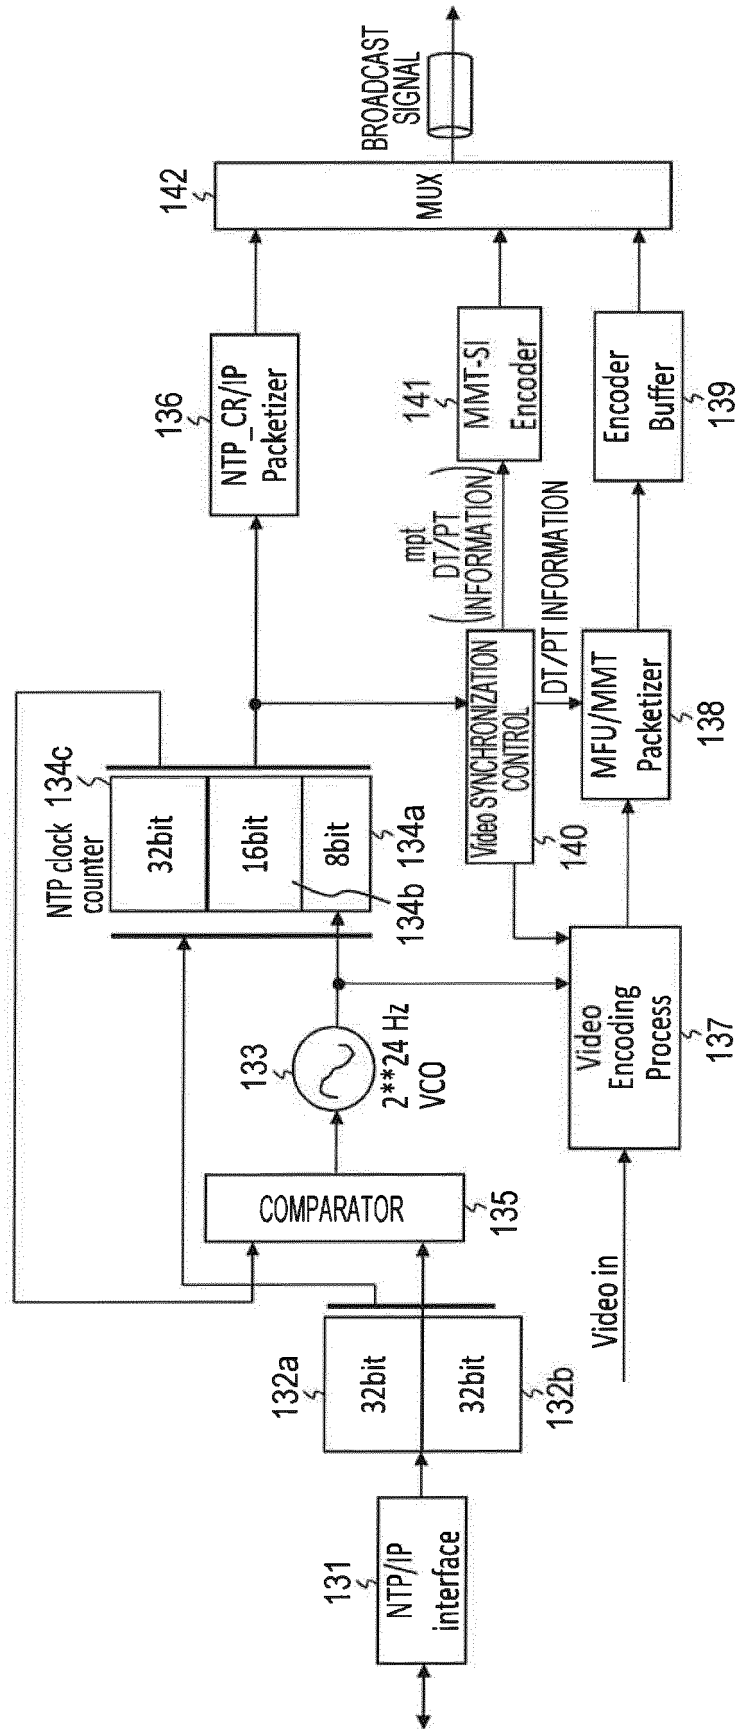 131
NTP/IP
interface
132a
32bit
32bit
132b
COMPARATOR
135
133
2**24 Hz
VCO
NTP clock
counter
134c
32bit
16bit
8bit
134a
134b
136
NTP_CR/IP
Packetizer
142
MUX
BROADCAST
SIGNAL
Video SYNCHRONIZATION
CONTROL
140
mpt
DT/PT
INFORMATION
141
MMT-SI
Encoder
DT/PT INFORMATION
Video in
Video
Encoding
Process
137
MFU/MMT
Packetizer
138
Encoder
Buffer
139